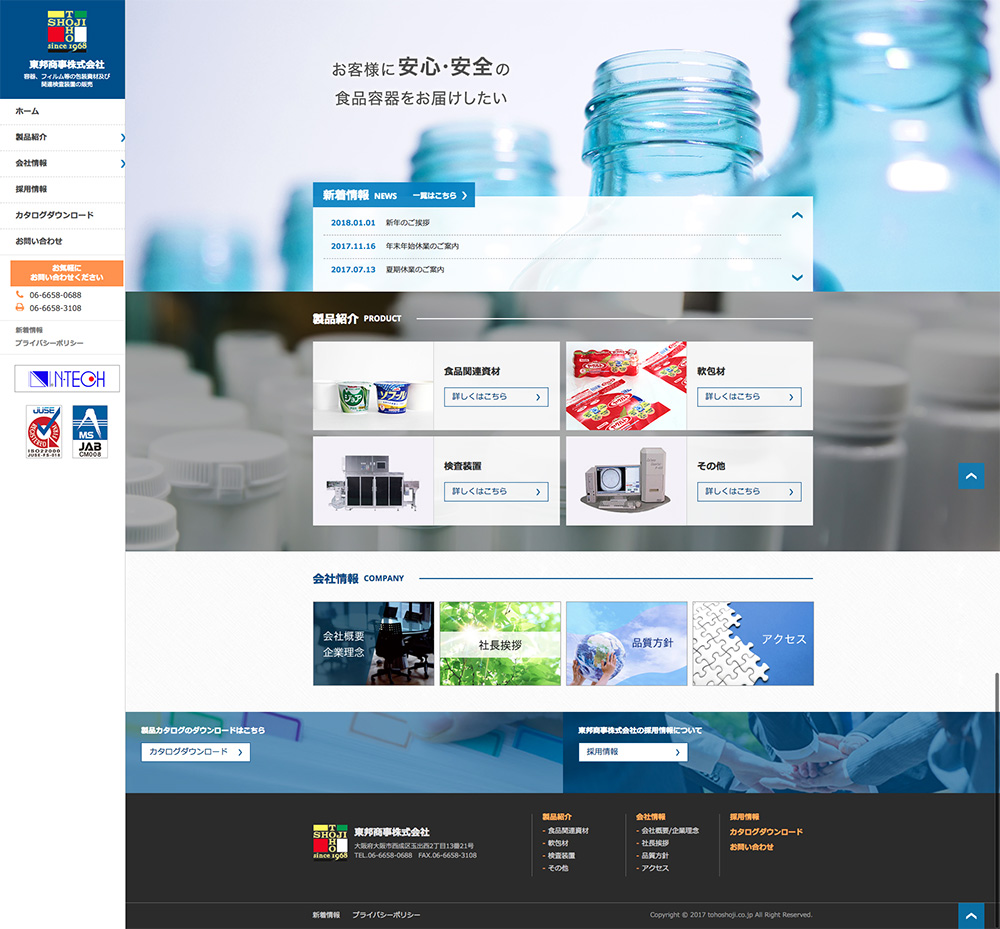 TOHO
SHOJI
since 1968
東邦商事株式会社
容器、フィルム等の包装資材及び
関連検査装置の販売
ホーム
製品紹介
会社情報
採用情報
カタログダウンロード
お問い合わせ
お気軽に
お問い合わせください
06-6658-0688
06-6658-3108
新着情報
プライバシーポリシー
IN-TECH
JUSE
REGISTERED FIRM
ISO22000
JUSE-FS-018
MS
JAB
CM008
お客様に安心・安全の
食品容器をお届けしたい
新着情報 NEWS 一覧はこちら
2018.01.01 新年のご挨拶
2017.11.16 年末年始休業のご案内
2017.07.13 夏期休業のご案内
製品紹介 PRODUCT
ジョア
ソフール
食品関連資材
詳しくはこちら
軟包材
詳しくはこちら
検査装置
詳しくはこちら
その他
詳しくはこちら
会社情報 COMPANY
会社概要
企業理念
社長挨拶
品質方針
アクセス
製品カタログのダウンロードはこちら
カタログダウンロード
東邦商事株式会社の採用情報について
採用情報
TOHO
SHOJI
since 1968
東邦商事株式会社
大阪府大阪市西成区玉出西2丁目13番21号
TEL.06-6658-0688 FAX.06-6658-3108
製品紹介
- 食品関連資材
- 軟包材
- 検査装置
- その他
会社情報
- 会社概要/企業理念
- 社長挨拶
- 品質方針
- アクセス
採用情報
カタログダウンロード
お問い合わせ
新着情報 プライバシーポリシー
Copyright © 2017 tohoshoji.co.jp All Right Reserved.